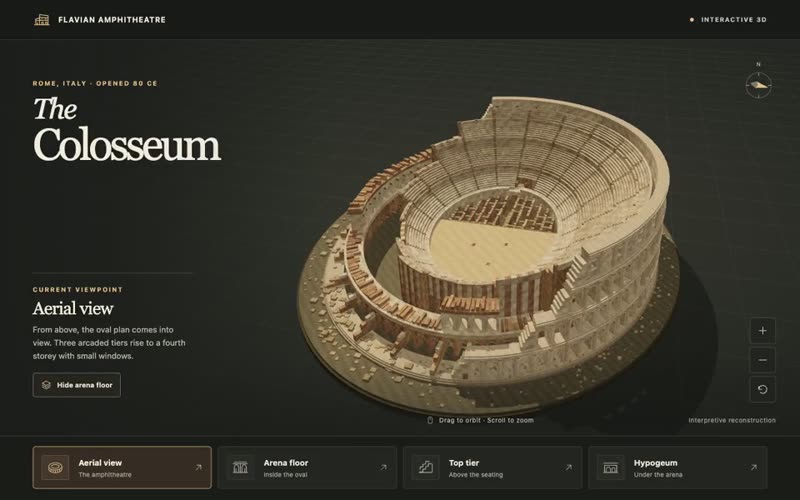 FLAVIAN AMPHITHEATRE
INTERACTIVE 3D
ROME, ITALY · OPENED 80 CE
The
Colosseum
N
CURRENT VIEWPOINT
Aerial view
From above, the oval plan comes into
view. Three arcaded tiers rise to a fourth
storey with small windows.
Hide arena floor
Drag to orbit · Scroll to zoom
Interpretive reconstruction
Aerial view
The amphitheatre
Arena floor
Inside the oval
Top tier
Above the seating
Hypogeum
Under the arena